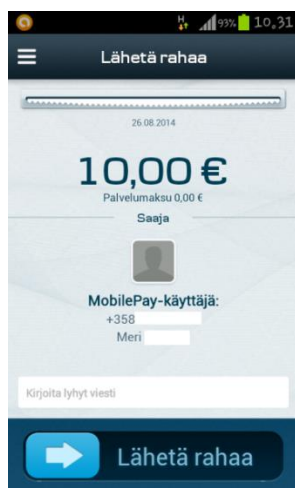 H 93% 10.31
Lähetä rahaa
26.08.2014
10,00 €
Palvelumaksu 0,00 €
Saaja
MobilePay-käyttäjä:
+358
Meri
Kirjoita lyhyt viesti
Lähetä rahaa